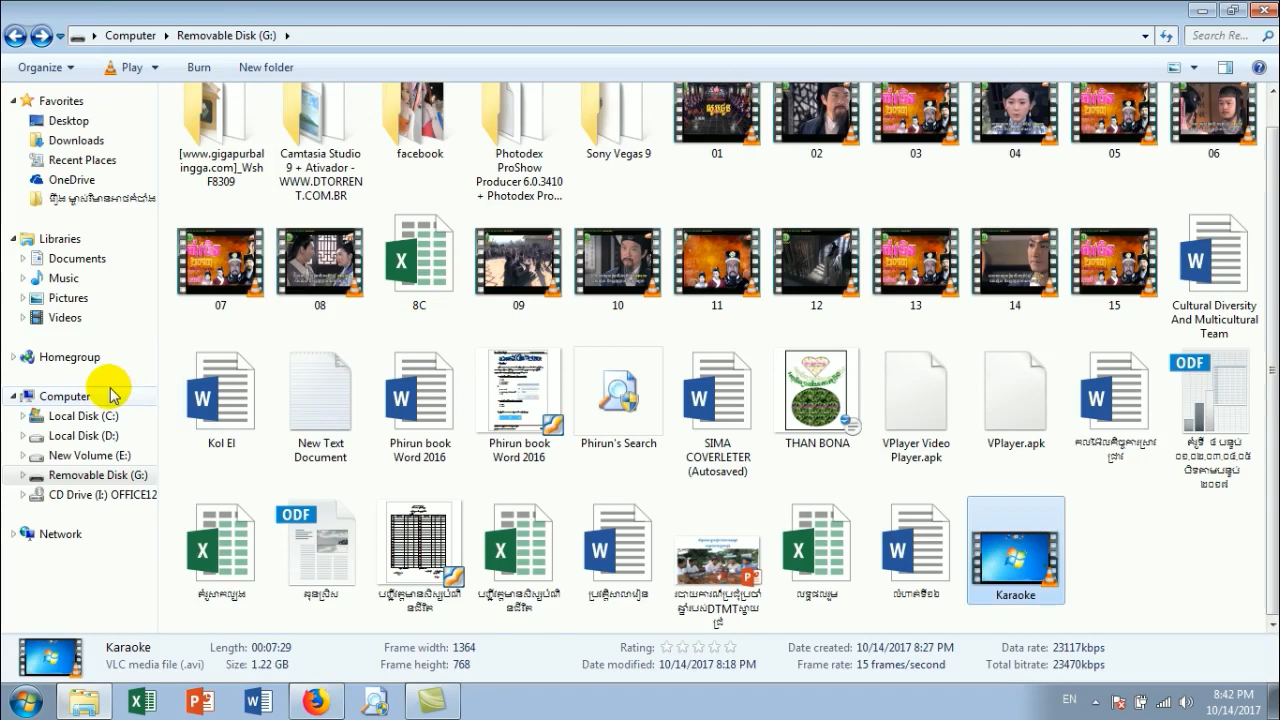 Computer
Removable Disk (G:)
Search Re...
Organize
Play
Burn
New folder
Favorites
Desktop
Downloads
Recent Places
OneDrive
Libraries
Documents
Music
Pictures
Videos
Homegroup
Computer
Local Disk (C:)
Local Disk (D:)
New Volume (E:)
Removable Disk (G:)
CD Drive (I:) OFFICE12
Network
[www.gigapurbal
ingga.com]_Wsh
F8309
Camtasia Studio
9 + Ativador -
WWW.DTORREN
T.COM.BR
facebook
Photodex
ProShow
Producer 6.0.3410
+ Photodex Pro...
Sony Vegas 9
01
02
03
04
05
06
07
08
8C
09
10
11
12
13
14
15
Cultural Diversity
And Multicultural
Team
Kol El
New Text
Document
Phirun book
Word 2016
Phirun book
Word 2016
Phirun's Search
SIMA
COVERLETER
(Autosaved)
THAN BONA
VPlayer Video
Player.apk
VPlayer.apk
ODF
ODF
Karaoke
Karaoke
VLC media file (.avi)
Length: 00:07:29
Size: 1.22 GB
Frame width: 1364
Frame height: 768
Rating:
Date modified: 10/14/2017 8:18 PM
Date created: 10/14/2017 8:27 PM
Frame rate: 15 frames/second
Data rate: 23117kbps
Total bitrate: 23470kbps
EN
8:42 PM
10/14/2017